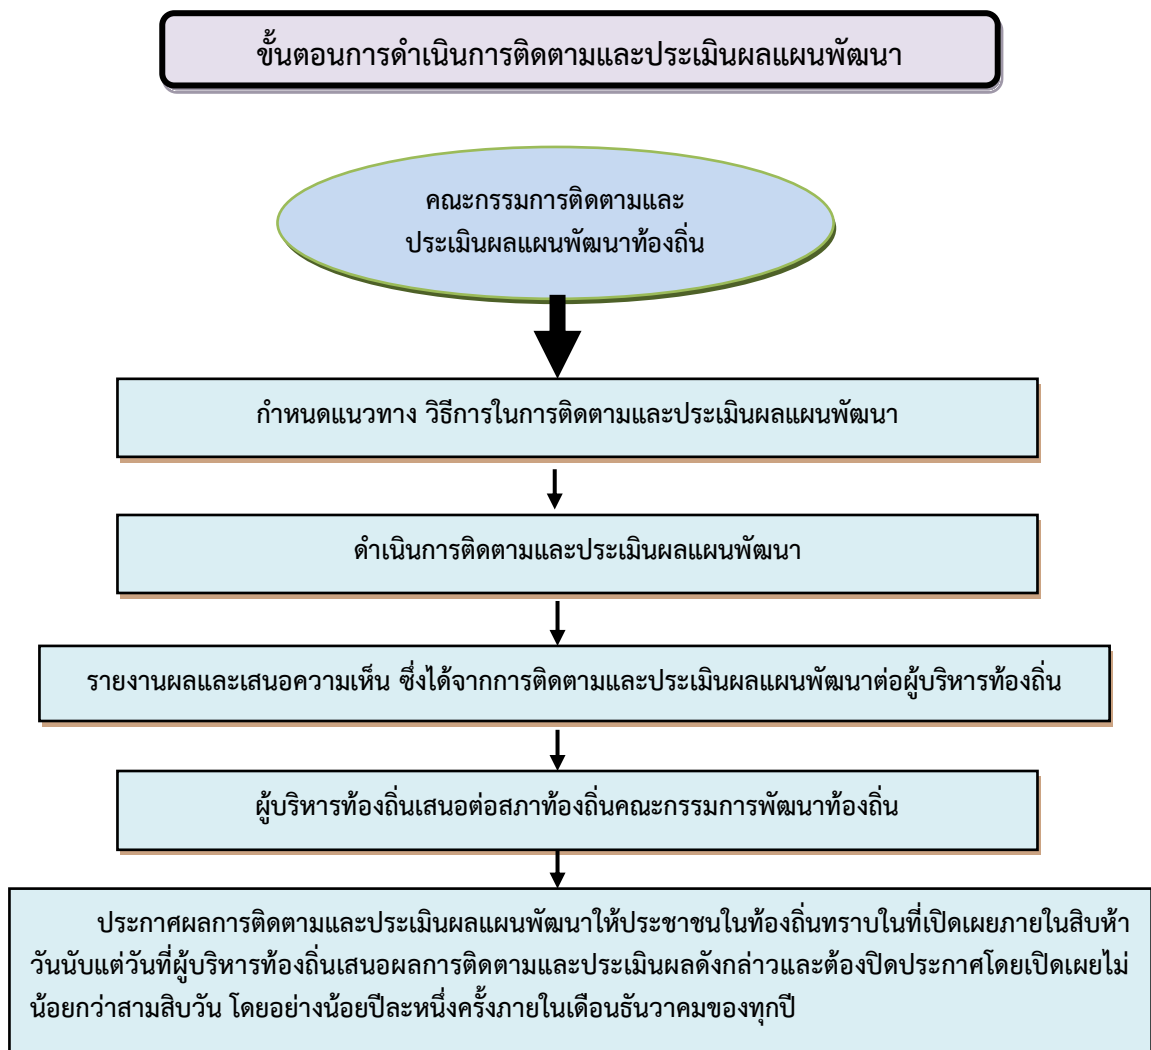 ขั้นตอนการดำเนินการติดตามและประเมินผลแผนพัฒนา
คณะกรรมการติดตามและ
ประเมินผลแผนพัฒนาท้องถิ่น
กำหนดแนวทาง วิธีการในการติดตามและประเมินผลแผนพัฒนา
ดำเนินการติดตามและประเมินผลแผนพัฒนา
รายงานผลและเสนอความเห็น ซึ่งได้จากการติดตามและประเมินผลแผนพัฒนาต่อผู้บริหารท้องถิ่น
ผู้บริหารท้องถิ่นเสนอต่อสภาท้องถิ่นคณะกรรมการพัฒนาท้องถิ่น
ประกาศผลการติดตามและประเมินผลแผนพัฒนาให้ประชาชนในท้องถิ่นทราบในที่เปิดเผยภายในสิบห้า
วันนับแต่วันที่ผู้บริหารท้องถิ่นเสนอผลการติดตามและประเมินผลดังกล่าวและต้องปิดประกาศโดยเปิดเผยไม่
น้อยกว่าสามสิบวัน โดยอย่างน้อยปีละหนึ่งครั้งภายในเดือนธันวาคมของทุกปี